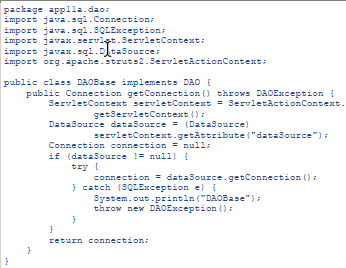 package app11a.dao;
import java.sql.Connection;
import java.sql.SQLException;
import javax.servlet.ServletContext;
import javax.sql.DataSource;
import org.apache.struts2.ServletActionContext;
public class DAOBase implements DAO {
public Connection getConnection() throws DAOException {
ServletContext servletContext = ServletActionContext.
getServletContext();
DataSource dataSource = (DataSource)
servletContext.getAttribute("dataSource");
Connection connection = null;
if (dataSource != null) {
try {
connection = dataSource.getConnection();
} catch (SQLException e) {
System.out.println("DAOBase");
throw new DAOException();
}
}
return connection;
}
}